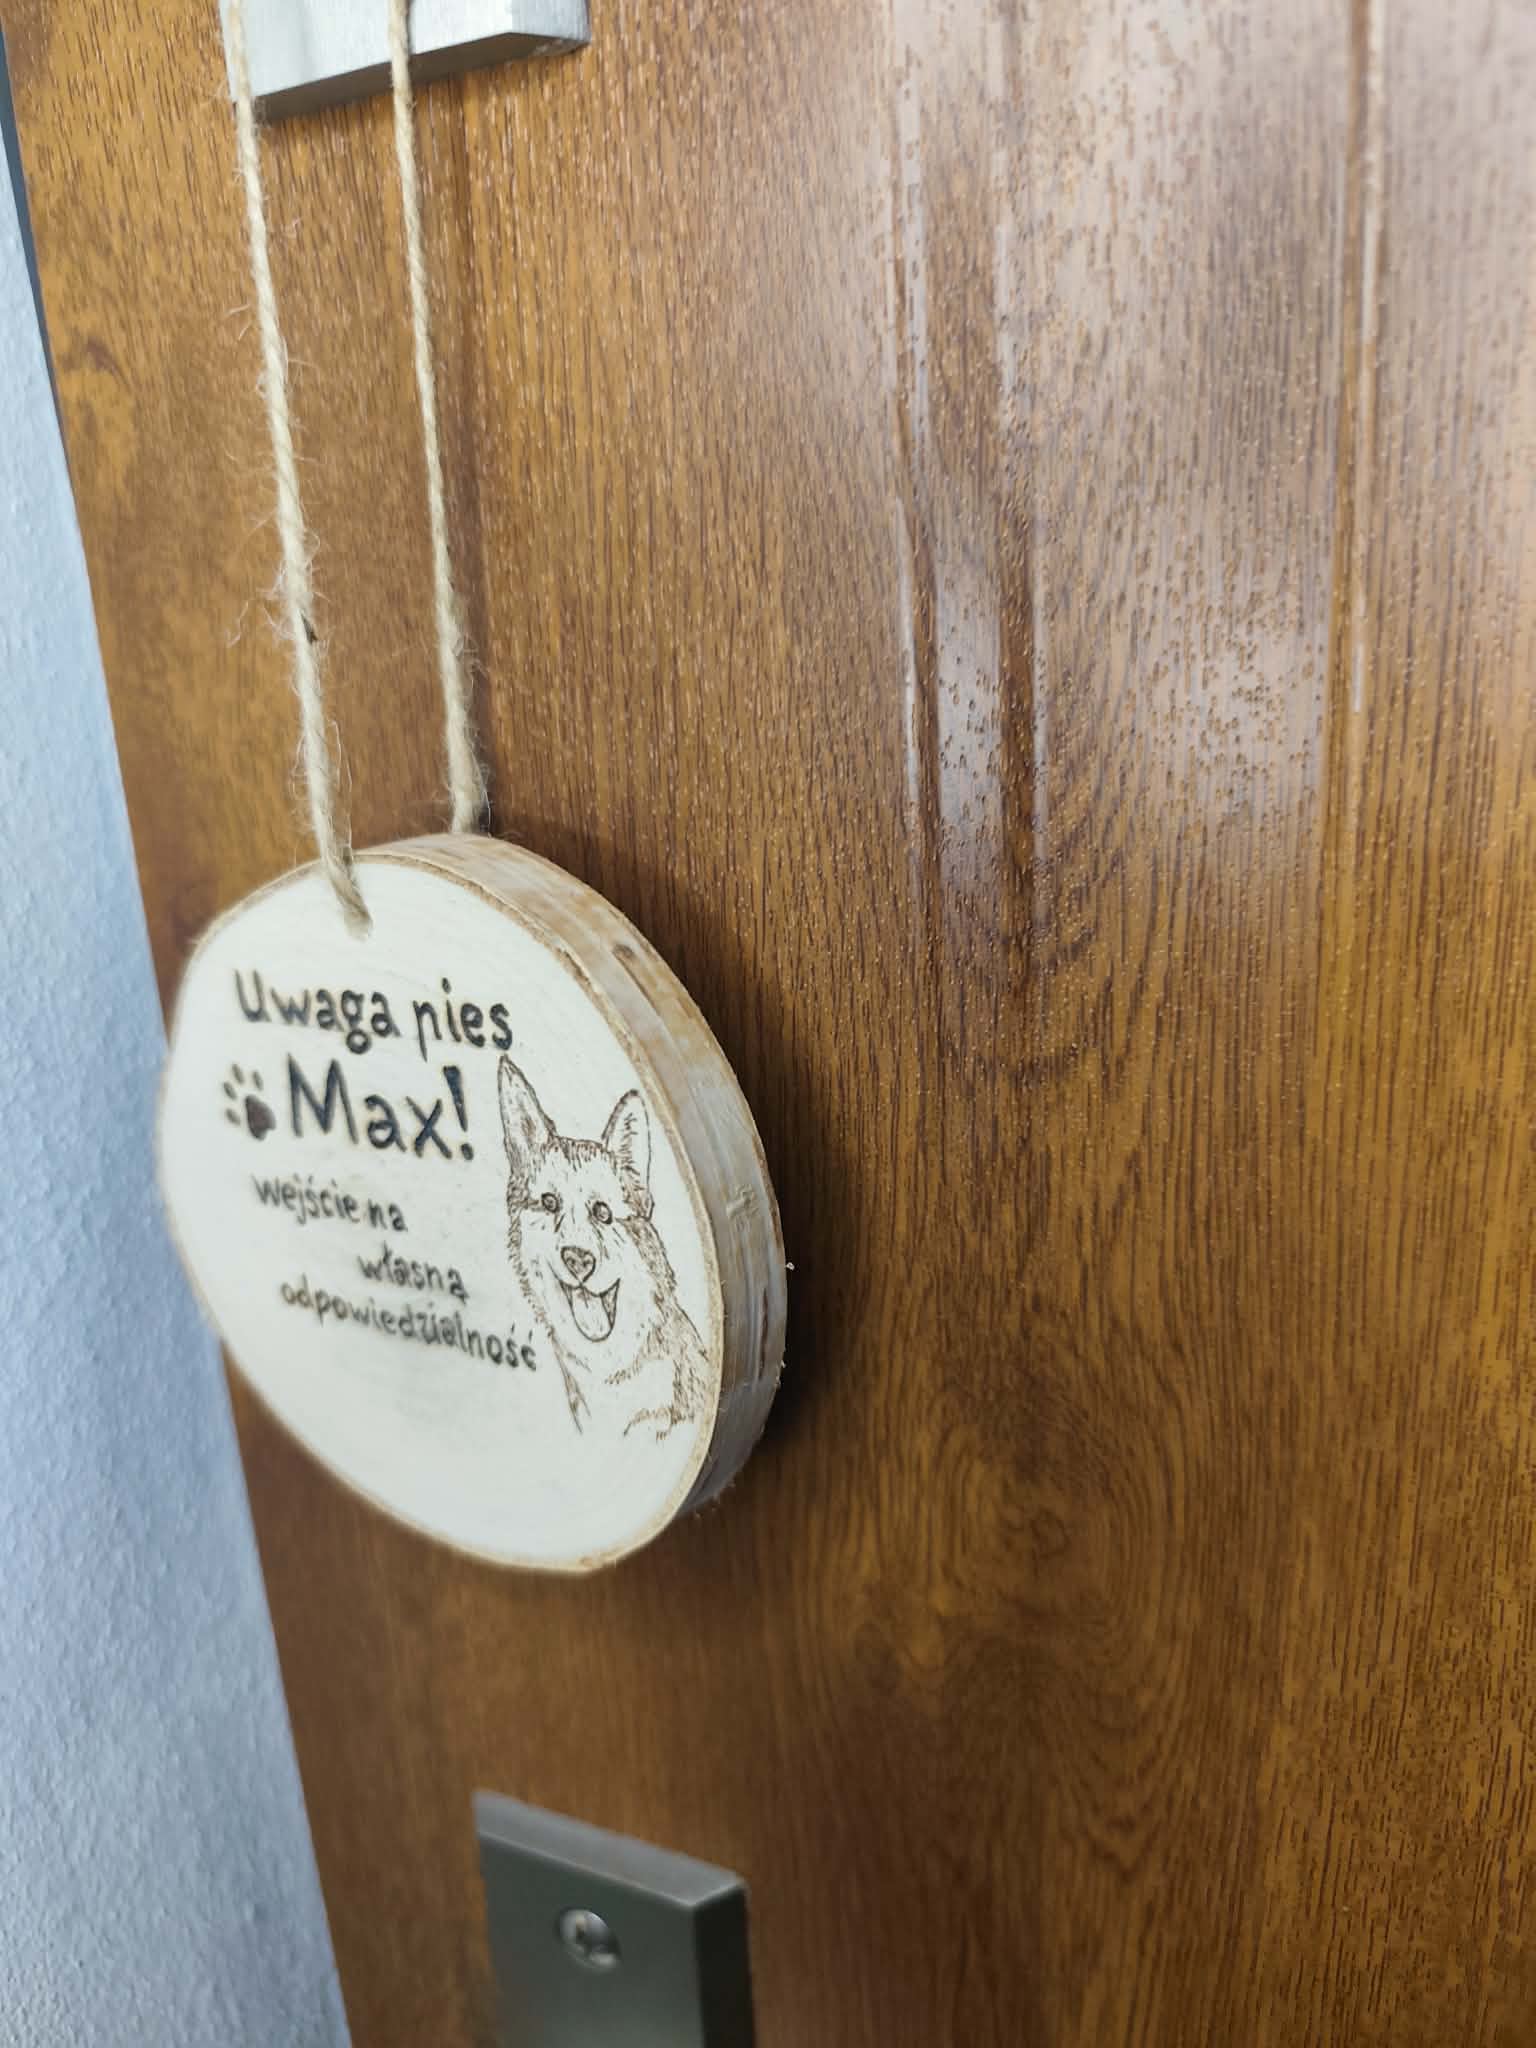 Uwaga pies
Max!
wejście na
własną
odpowiedzialność